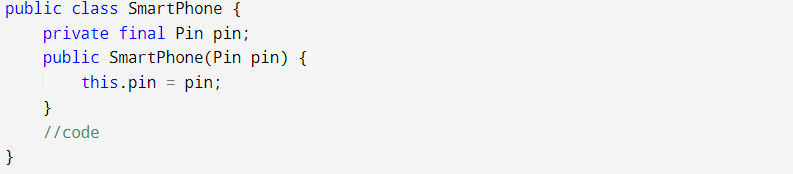 public class SmartPhone {
    private final Pin pin;
    public SmartPhone(Pin pin) {
        this.pin = pin;
    }
    //code
}